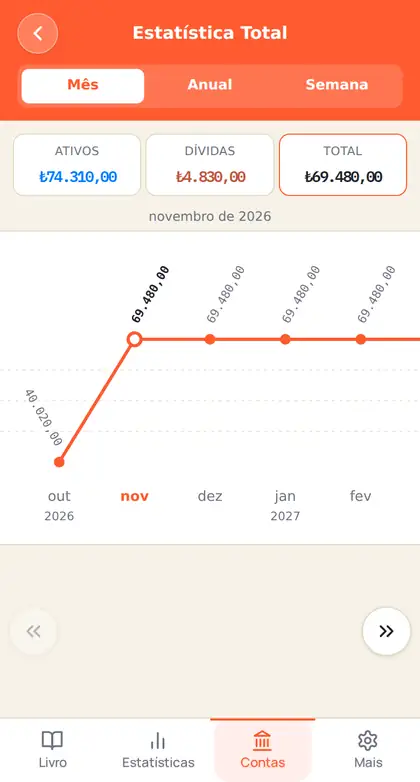 Estatística Total
Mês Anual Semana
ATIVOS DÍVIDAS TOTAL
₺74.310,00 ₺4.830,00 ₺69.480,00
novembro de 2026
40.020,00 69.480,00 69.480,00 69.480,00 69.480,00
out nov dez jan fev
2026 2027
Livro Estatísticas Contas Mais